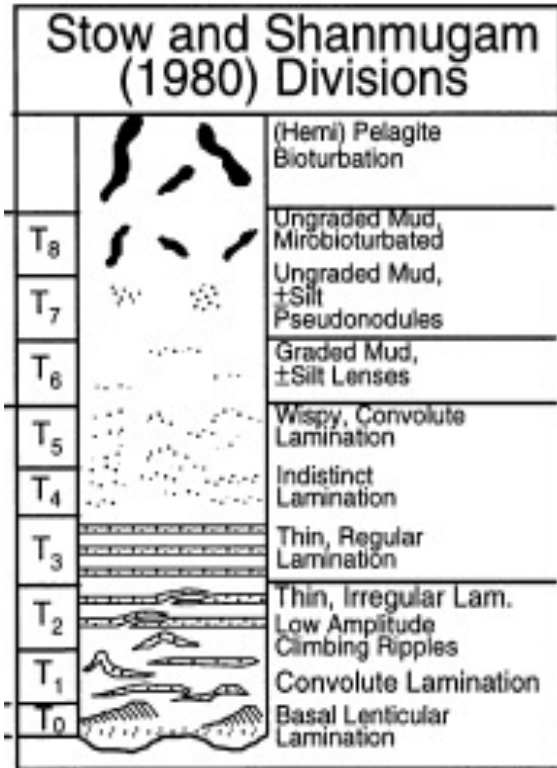 Stow and Shanmugam
(1980) Divisions
(Hemi) Pelagite
Bioturbation
T8
Ungraded Mud,
Mirobioturbated
T7
Ungraded Mud,
±Silt
Pseudonodules
T6
Graded Mud,
±Silt Lenses
T5
Wispy, Convolute
Lamination
T4
Indistinct
Lamination
T3
Thin, Regular
Lamination
T2
Thin, Irregular Lam.
Low Amplitude
Climbing Ripples
T1
Convolute Lamination
T0
Basal Lenticular
Lamination